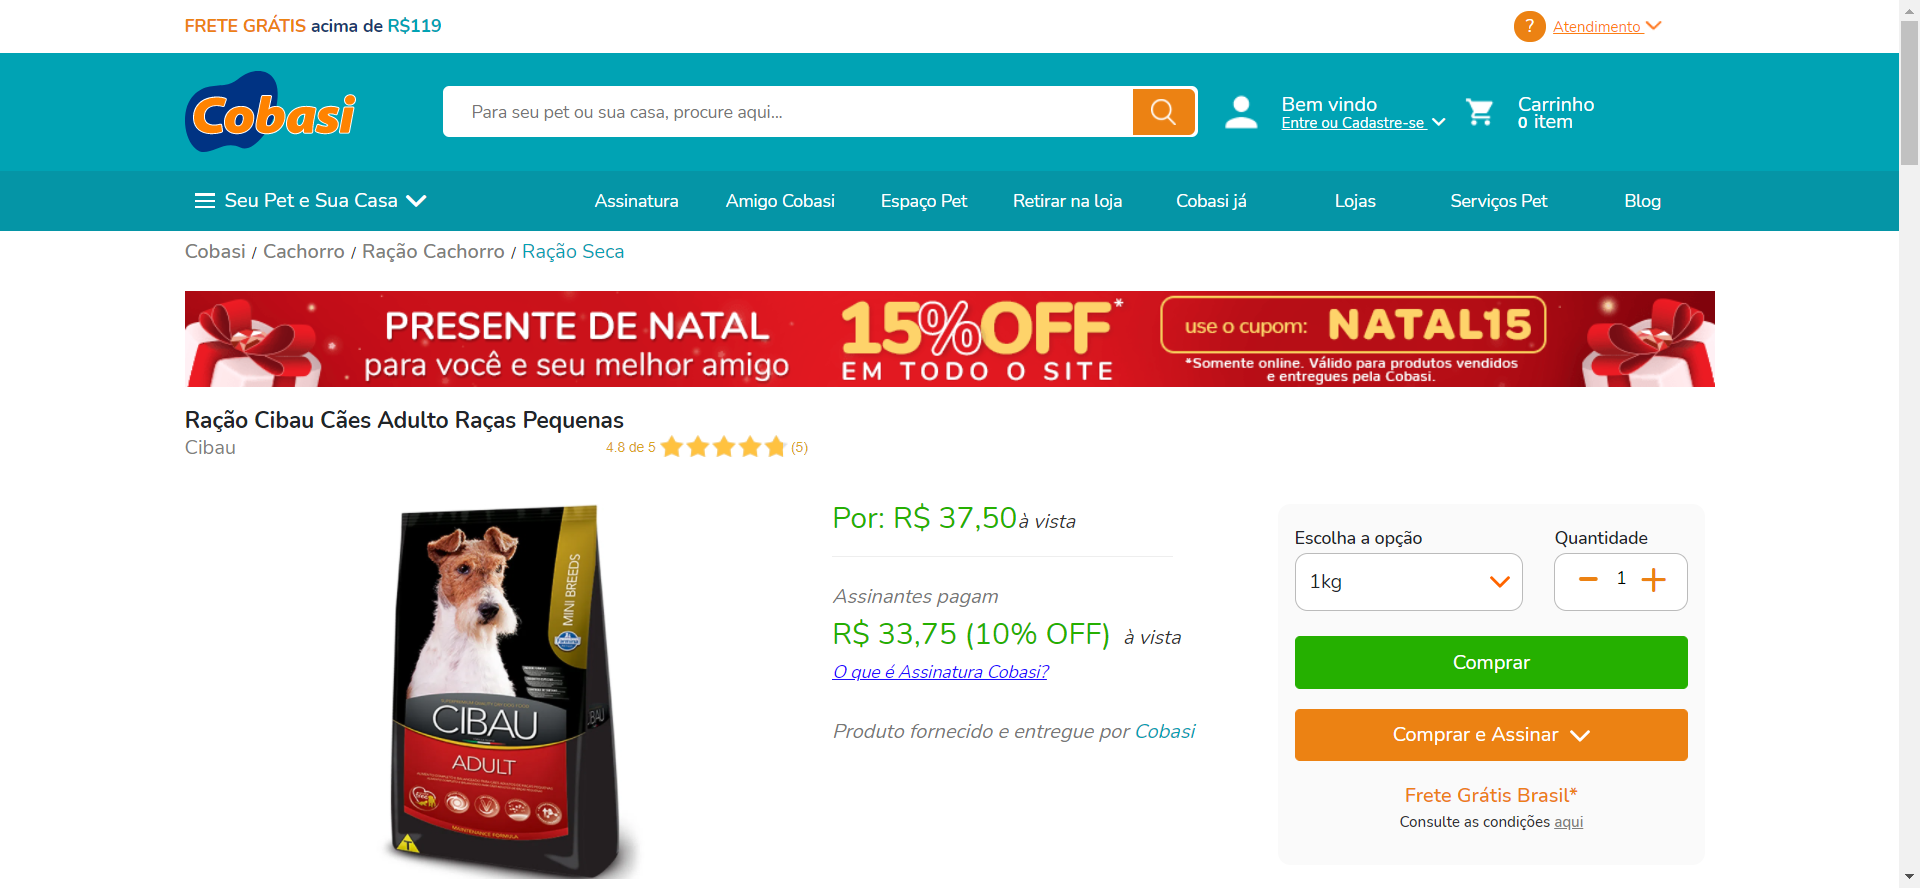 FRETE GRÁTIS acima de R$119
? Atendimento
Cobasi
Para seu pet ou sua casa, procure aqui...
Bem vindo
Entre ou Cadastre-se
Carrinho
0 item
Seu Pet e Sua Casa
Assinatura
Amigo Cobasi
Espaço Pet
Retirar na loja
Cobasi já
Lojas
Serviços Pet
Blog
Cobasi / Cachorro / Ração Cachorro / Ração Seca
PRESENTE DE NATAL
para você e seu melhor amigo
15%OFF*
EM TODO O SITE
use o cupom: NATAL15
*Somente online. Válido para produtos vendidos
e entregues pela Cobasi.
Ração Cibau Cães Adulto Raças Pequenas
Cibau
4.8 de 5 (5)
MINI BREEDS
CIBAU
ADULT
MAINTENANCE FORMULA
T
Por: R$ 37,50 à vista
Assinantes pagam
R$ 33,75 (10% OFF) à vista
O que é Assinatura Cobasi?
Produto fornecido e entregue por Cobasi
Escolha a opção
Quantidade
1kg
1
Comprar
Comprar e Assinar
Frete Grátis Brasil*
Consulte as condições aqui